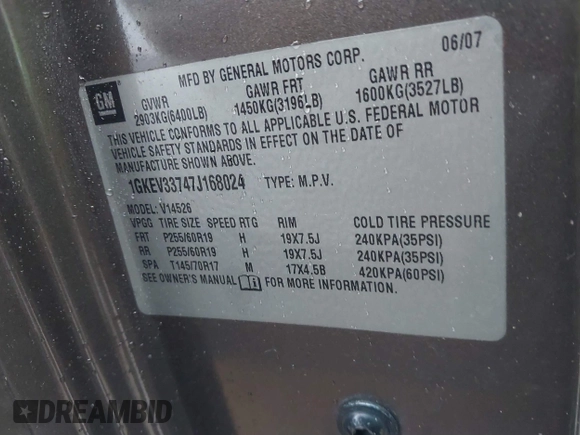 06/07
MFD BY GENERAL MOTORS CORP.
GM
GVWR GAWR FRT GAWR RR
2903KG(6400LB) 1450KG(3196LB) 1600KG(3527LB)
THIS VEHICLE CONFORMS TO ALL APPLICABLE U.S. FEDERAL MOTOR
VEHICLE SAFETY STANDARDS IN EFFECT ON THE DATE OF
MANUFACTURE SHOWN ABOVE.
1GKEV33747J168024 TYPE: M.P.V.
MODEL: V14526
VPGG TIRE SIZE SPEED RTG RIM COLD TIRE PRESSURE
FRT P255/60R19 H 19X7.5J 240KPA(35PSI)
RR P255/60R19 H 19X7.5J 240KPA(35PSI)
SPA T145/70R17 M 17X4.5B 420KPA(60PSI)
SEE OWNER'S MANUAL i FOR MORE INFORMATION.
DREAMBID